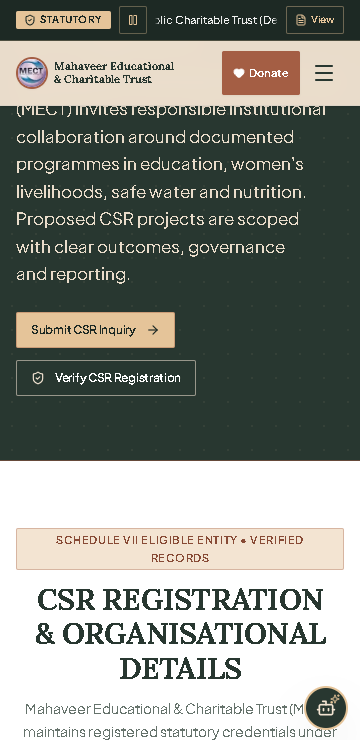 STATUTORY
olic Charitable Trust (De
View
MECT
Mahaveer Educational
& Charitable Trust
Donate
(MECT) invites responsible institutional
collaboration around documented
programmes in education, women's
livelihoods, safe water and nutrition.
Proposed CSR projects are scoped
with clear outcomes, governance
and reporting.
Submit CSR Inquiry
Verify CSR Registration
SCHEDULE VII ELIGIBLE ENTITY • VERIFIED
RECORDS
CSR REGISTRATION
& ORGANISATIONAL
DETAILS
Mahaveer Educational & Charitable Trust (M
maintains registered statutory credentials under